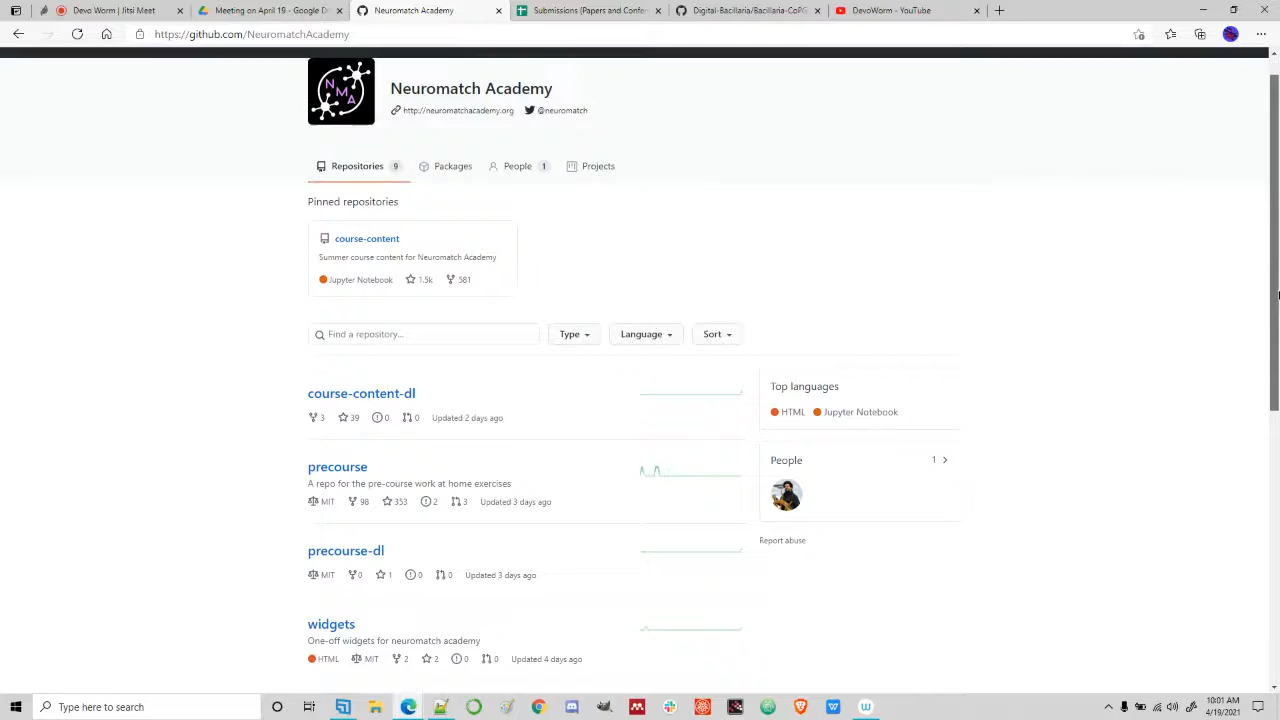 DevoWorm | Jitsi Meet
Meeting on April 19 - Google D
Neuromatch Academy
Submissions (Papers and Confe
Digital-Bacillaria/Bacillaria-CoPR
DevoWorm - YouTube
https://github.com/NeuromatchAcademy
NMA
Neuromatch Academy
http://neuromatchacademy.org @neuromatch
Repositories 9 Packages People 1 Projects
Pinned repositories
course-content
Summer course content for Neuromatch Academy
Jupyter Notebook 1.5k 581
Find a repository... Type Language Sort
course-content-dl
3 39 0 0 Updated 2 days ago
precourse
A repo for the pre-course work at home exercises
MIT 98 353 2 3 Updated 3 days ago
precourse-dl
MIT 0 1 0 0 Updated 3 days ago
widgets
One-off widgets for neuromatch academy
HTML MIT 2 2 0 0 Updated 4 days ago
Top languages
HTML Jupyter Notebook
People 1
Report abuse
Type here to search
10:01 AM
4/19/2021